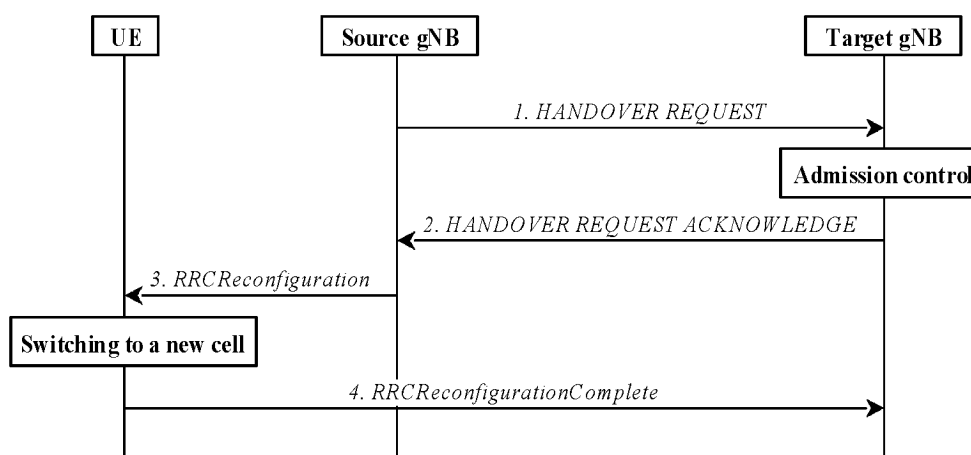 UE
Source gNB
Target gNB
1. HANDOVER REQUEST
Admission control
2. HANDOVER REQUEST ACKNOWLEDGE
3. RRCReconfiguration
Switching to a new cell
4. RRCReconfigurationComplete